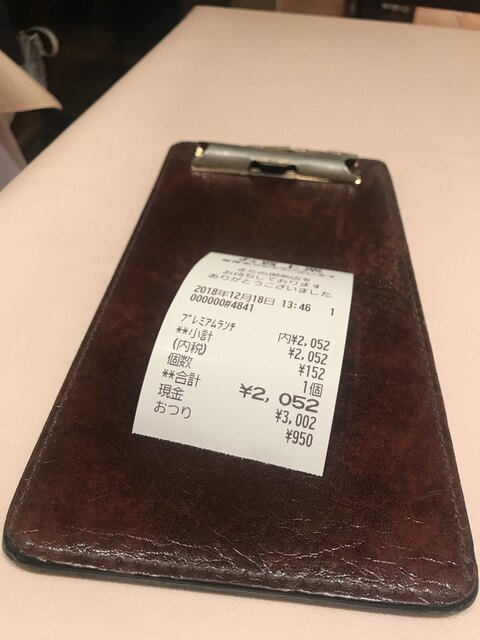 お買上票
またの御来店を
お待ちしております
ありがとうございました
2018年12月18日 13:46 1
000000#4841
プレミアムランチ 内¥2,052
**小計 ¥2,052
(内税) ¥152
個数 1個
**合計 ¥2,052
現金 ¥3,002
おつり ¥950